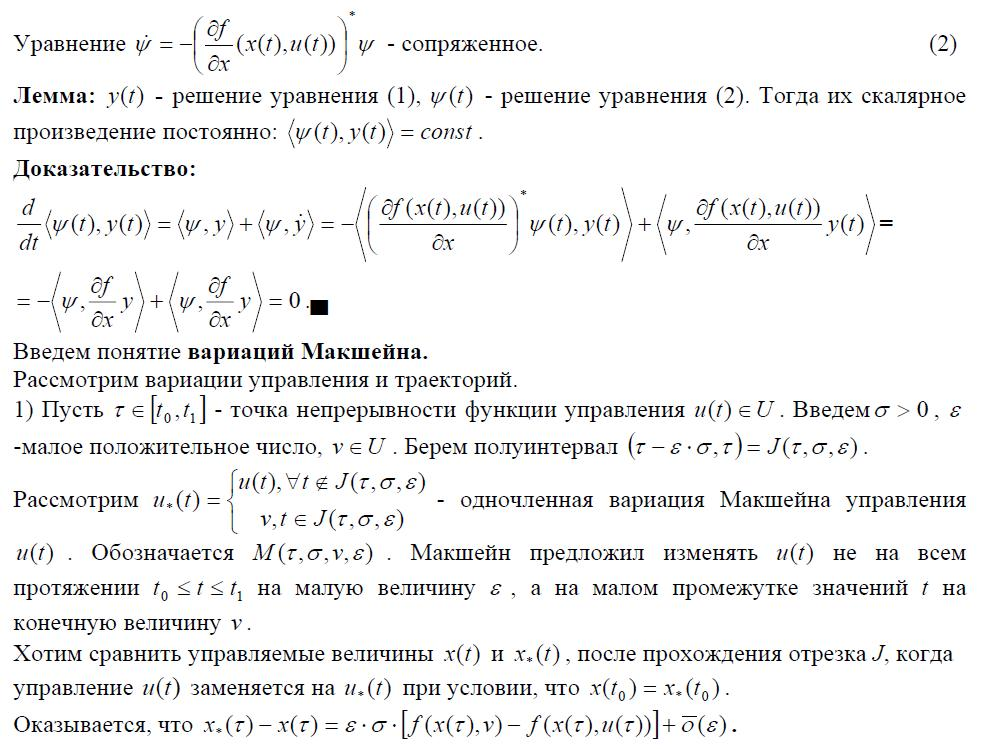 Уравнение ψ̇ = −(∂f/∂x (x(t),u(t)))* ψ - сопряженное. (2)
Лемма: y(t) - решение уравнения (1), ψ(t) - решение уравнения (2). Тогда их скалярное
произведение постоянно: ⟨ψ(t), y(t)⟩ = const .
Доказательство:
d/dt ⟨ψ(t), y(t)⟩ = ⟨ψ, y⟩ + ⟨ψ, ẏ⟩ = −⟨(∂f(x(t),u(t))/∂x)* ψ(t), y(t)⟩ + ⟨ψ, ∂f(x(t),u(t))/∂x y(t)⟩ =
= −⟨ψ, ∂f/∂x y⟩ + ⟨ψ, ∂f/∂x y⟩ = 0 .■
Введем понятие вариаций Макшейна.
Рассмотрим вариации управления и траекторий.
1) Пусть τ ∈ [t₀, t₁] - точка непрерывности функции управления u(t) ∈ U . Введем σ > 0 , ε
-малое положительное число, v ∈ U . Берем полуинтервал (τ − ε · σ, τ) = J(τ, σ, ε) .
Рассмотрим u*(t) = { u(t), ∀t ∉ J(τ, σ, ε) ; v, t ∈ J(τ, σ, ε) - одночленная вариация Макшейна управления
u(t) . Обозначается M(τ, σ, v, ε) . Макшейн предложил изменять u(t) не на всем
протяжении t₀ ≤ t ≤ t₁ на малую величину ε , а на малом промежутке значений t на
конечную величину v .
Хотим сравнить управляемые величины x(t) и x*(t) , после прохождения отрезка J, когда
управление u(t) заменяется на u*(t) при условии, что x(t₀) = x*(t₀) .
Оказывается, что x*(τ) − x(τ) = ε · σ · [f(x(τ), v) − f(x(τ), u(τ))] + o̅(ε) .